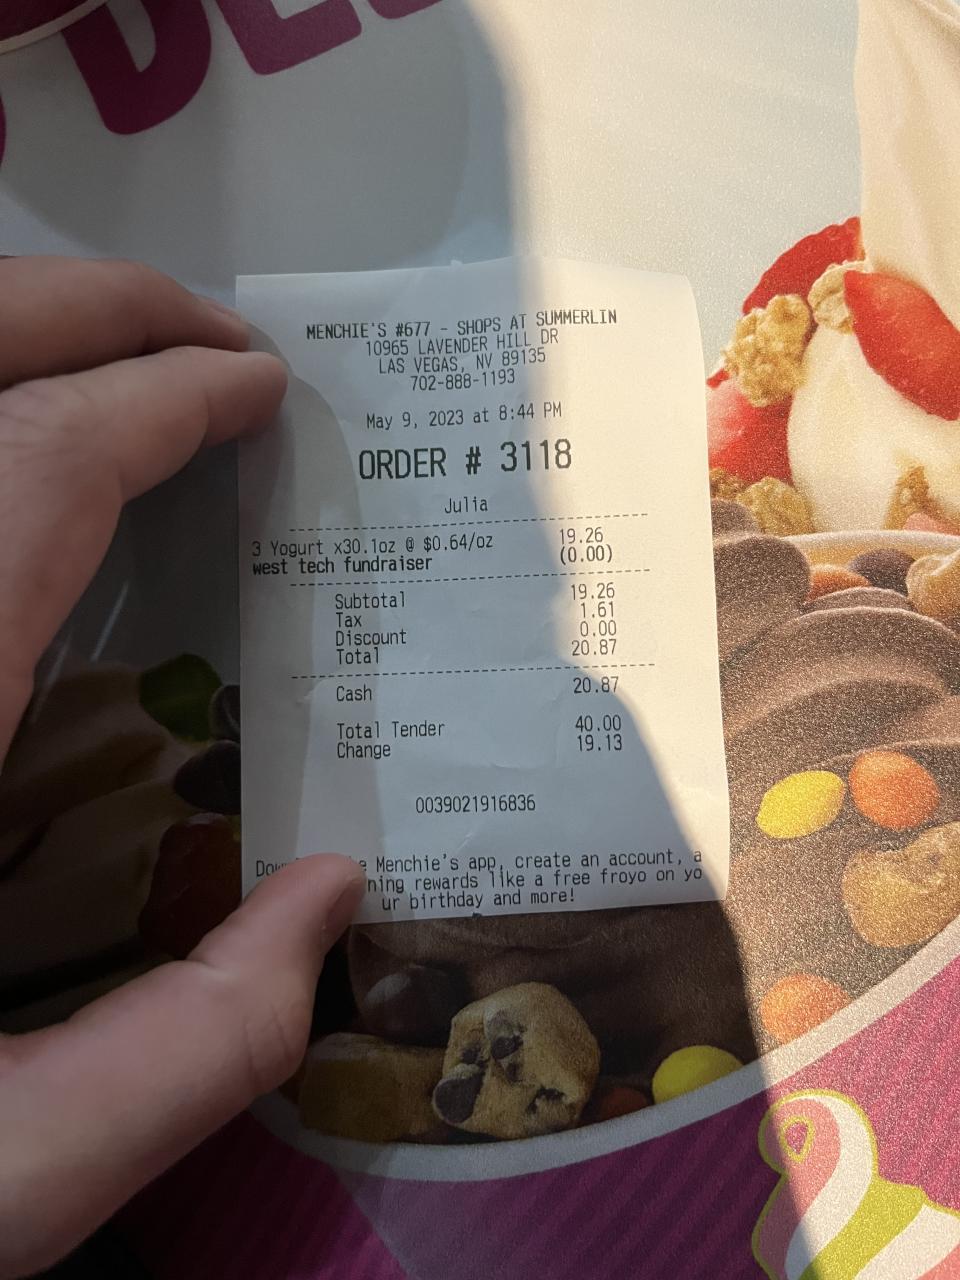 MENCHIE'S #677 - SHOPS AT SUMMERLIN
10965 LAVENDER HILL DR
LAS VEGAS, NV 89135
702-888-1193
May 9, 2023 at 8:44 PM
ORDER # 3118
Julia
3 Yogurt x30.1oz @ $0.64/oz 19.26
west tech fundraiser (0.00)
Subtotal 19.26
Tax 1.61
Discount 0.00
Total 20.87
Cash 20.87
Total Tender 40.00
Change 19.13
0039021916836
Menchie's app, create an account, a
rewards like a free froyo on yo
ur birthday and more!